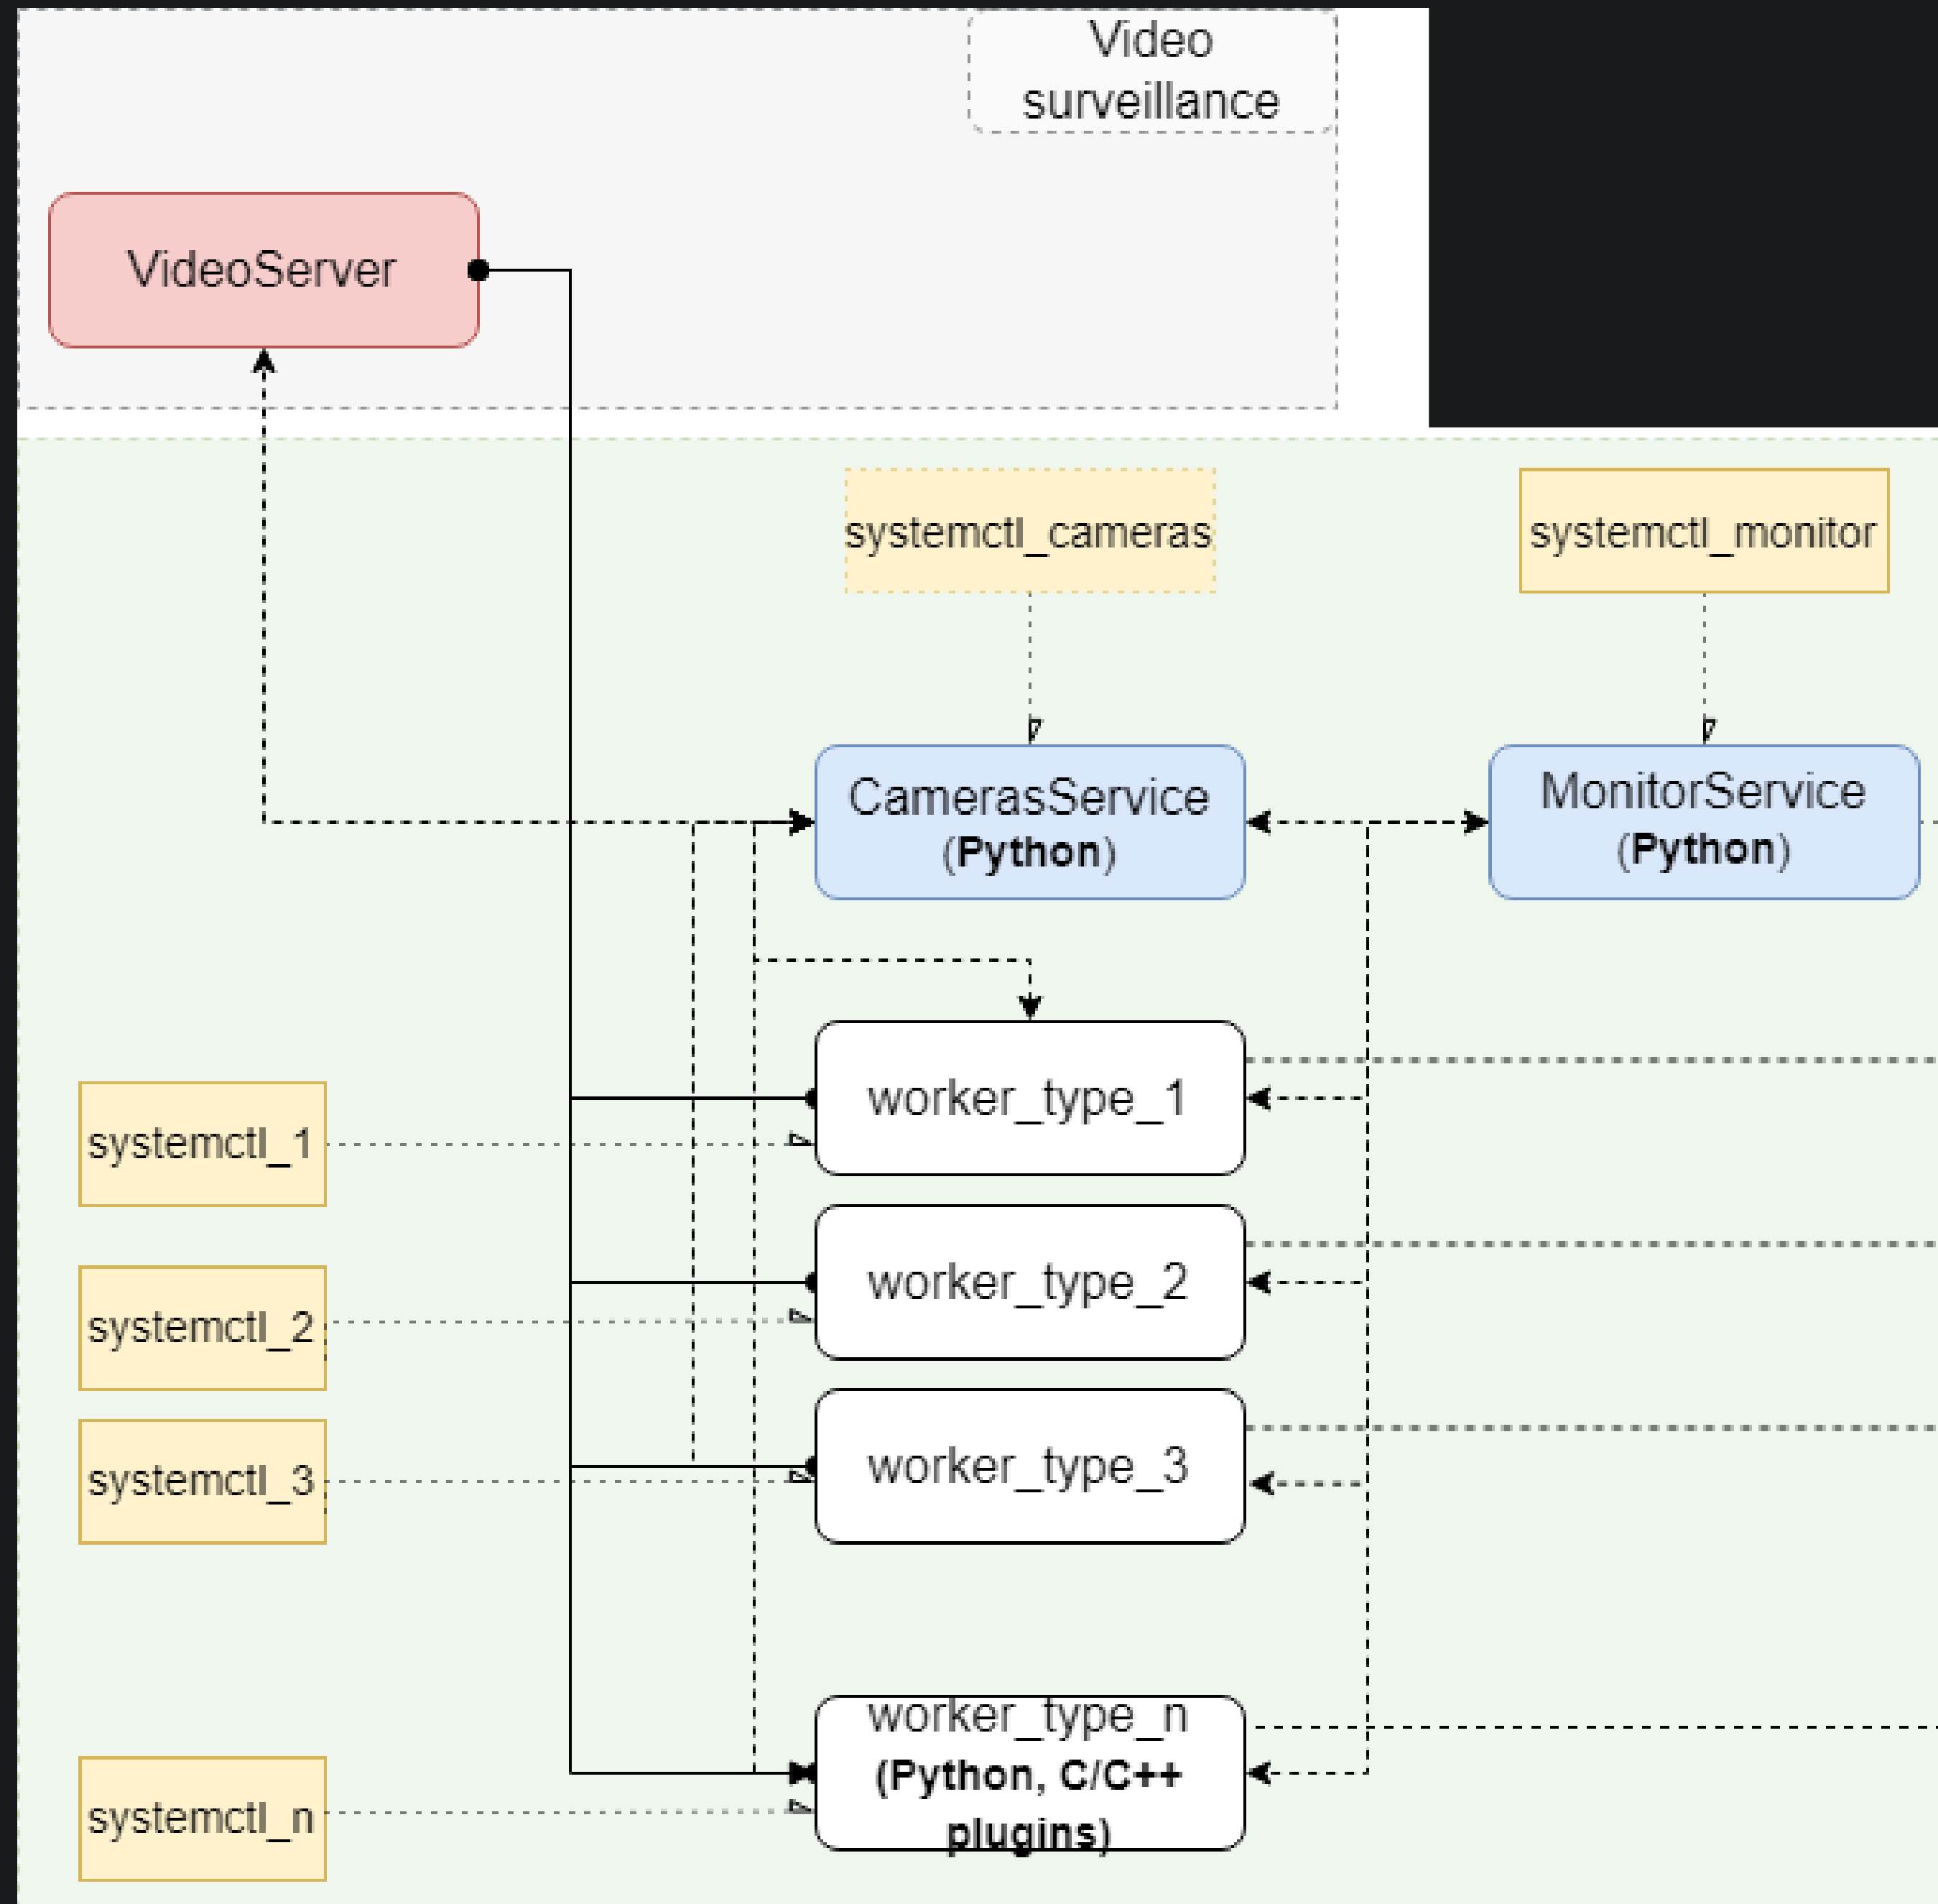 Video
surveillance
VideoServer
systemctl_cameras
systemctl_monitor
CamerasService
(Python)
MonitorService
(Python)
worker_type_1
systemctl_1
worker_type_2
systemctl_2
worker_type_3
systemctl_3
worker_type_n
(Python, C/C++
plugins)
systemctl_n